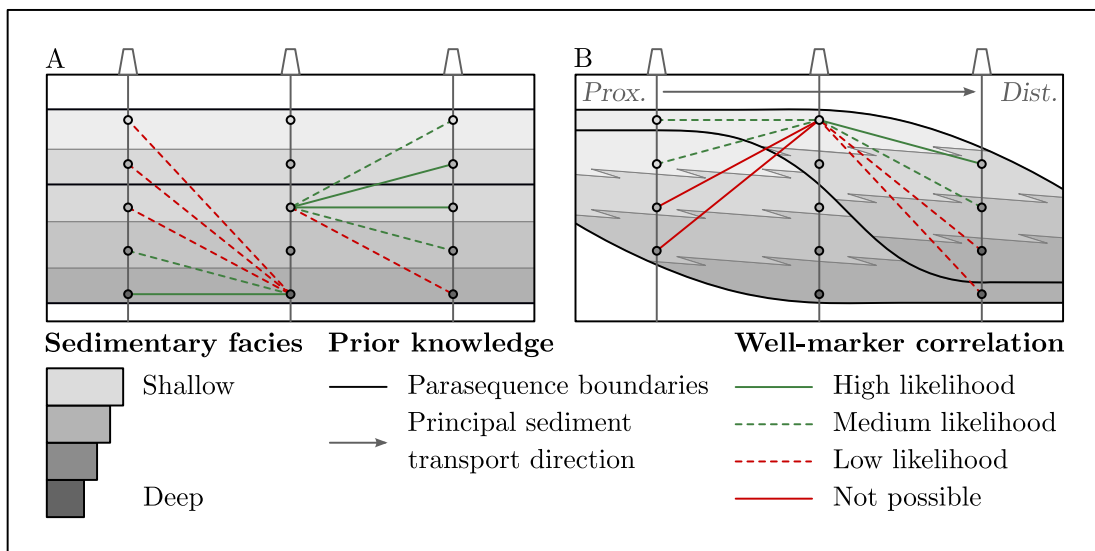 A
B
Prox.
Dist.
Sedimentary facies
Shallow
Deep
Prior knowledge
Parasequence boundaries
Principal sediment
transport direction
Well-marker correlation
High likelihood
Medium likelihood
Low likelihood
Not possible